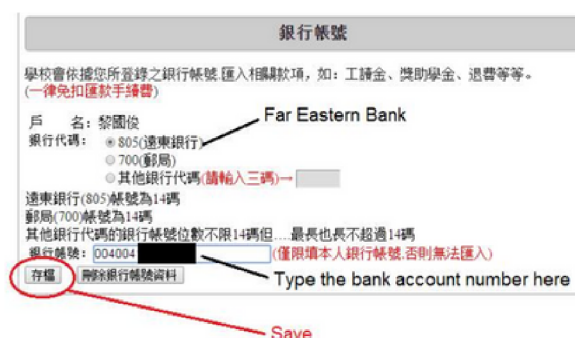 銀行帳號
學校會依據您所登錄之銀行帳號,匯入相關款項，如：工讀金、獎助學金、退費等等。
(一律免扣匯款手續費)
戶　　名：黎國俊
Far Eastern Bank
銀行代碼： 805(遠東銀行)
700(郵局)
其他銀行代碼(請輸入三碼)→
遠東銀行(805)帳號為14碼
郵局(700)帳號為14碼
其他銀行代碼的銀行帳號位數不限14碼但.....最長也長不超過14碼
銀行帳號：004004 (僅限填本人銀行帳號,否則無法匯入)
存檔 刪除銀行帳號資料 Type the bank account number here
Save